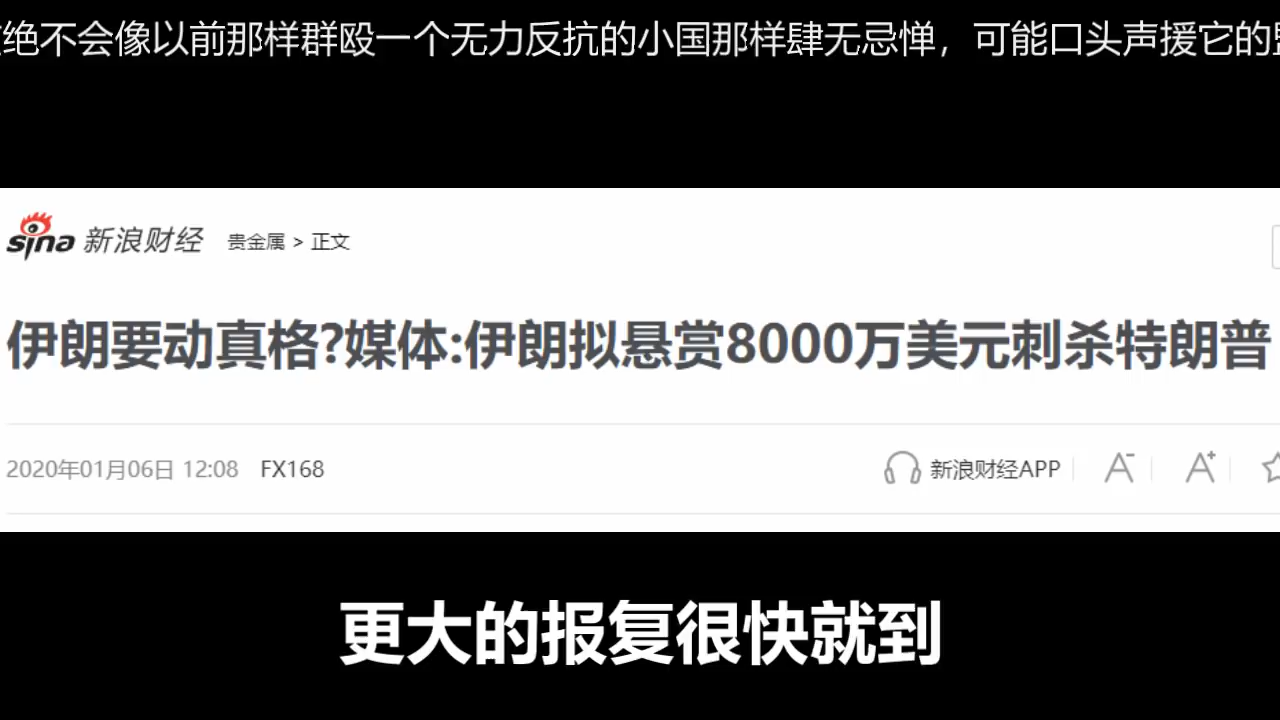 绝不会像以前那样群殴一个无力反抗的小国那样肆无忌惮，可能口头声援它的
sina 新浪财经 贵金属 > 正文
伊朗要动真格?媒体:伊朗拟悬赏8000万美元刺杀特朗普
2020年01月06日 12:08 FX168 新浪财经APP A- A+
更大的报复很快就到